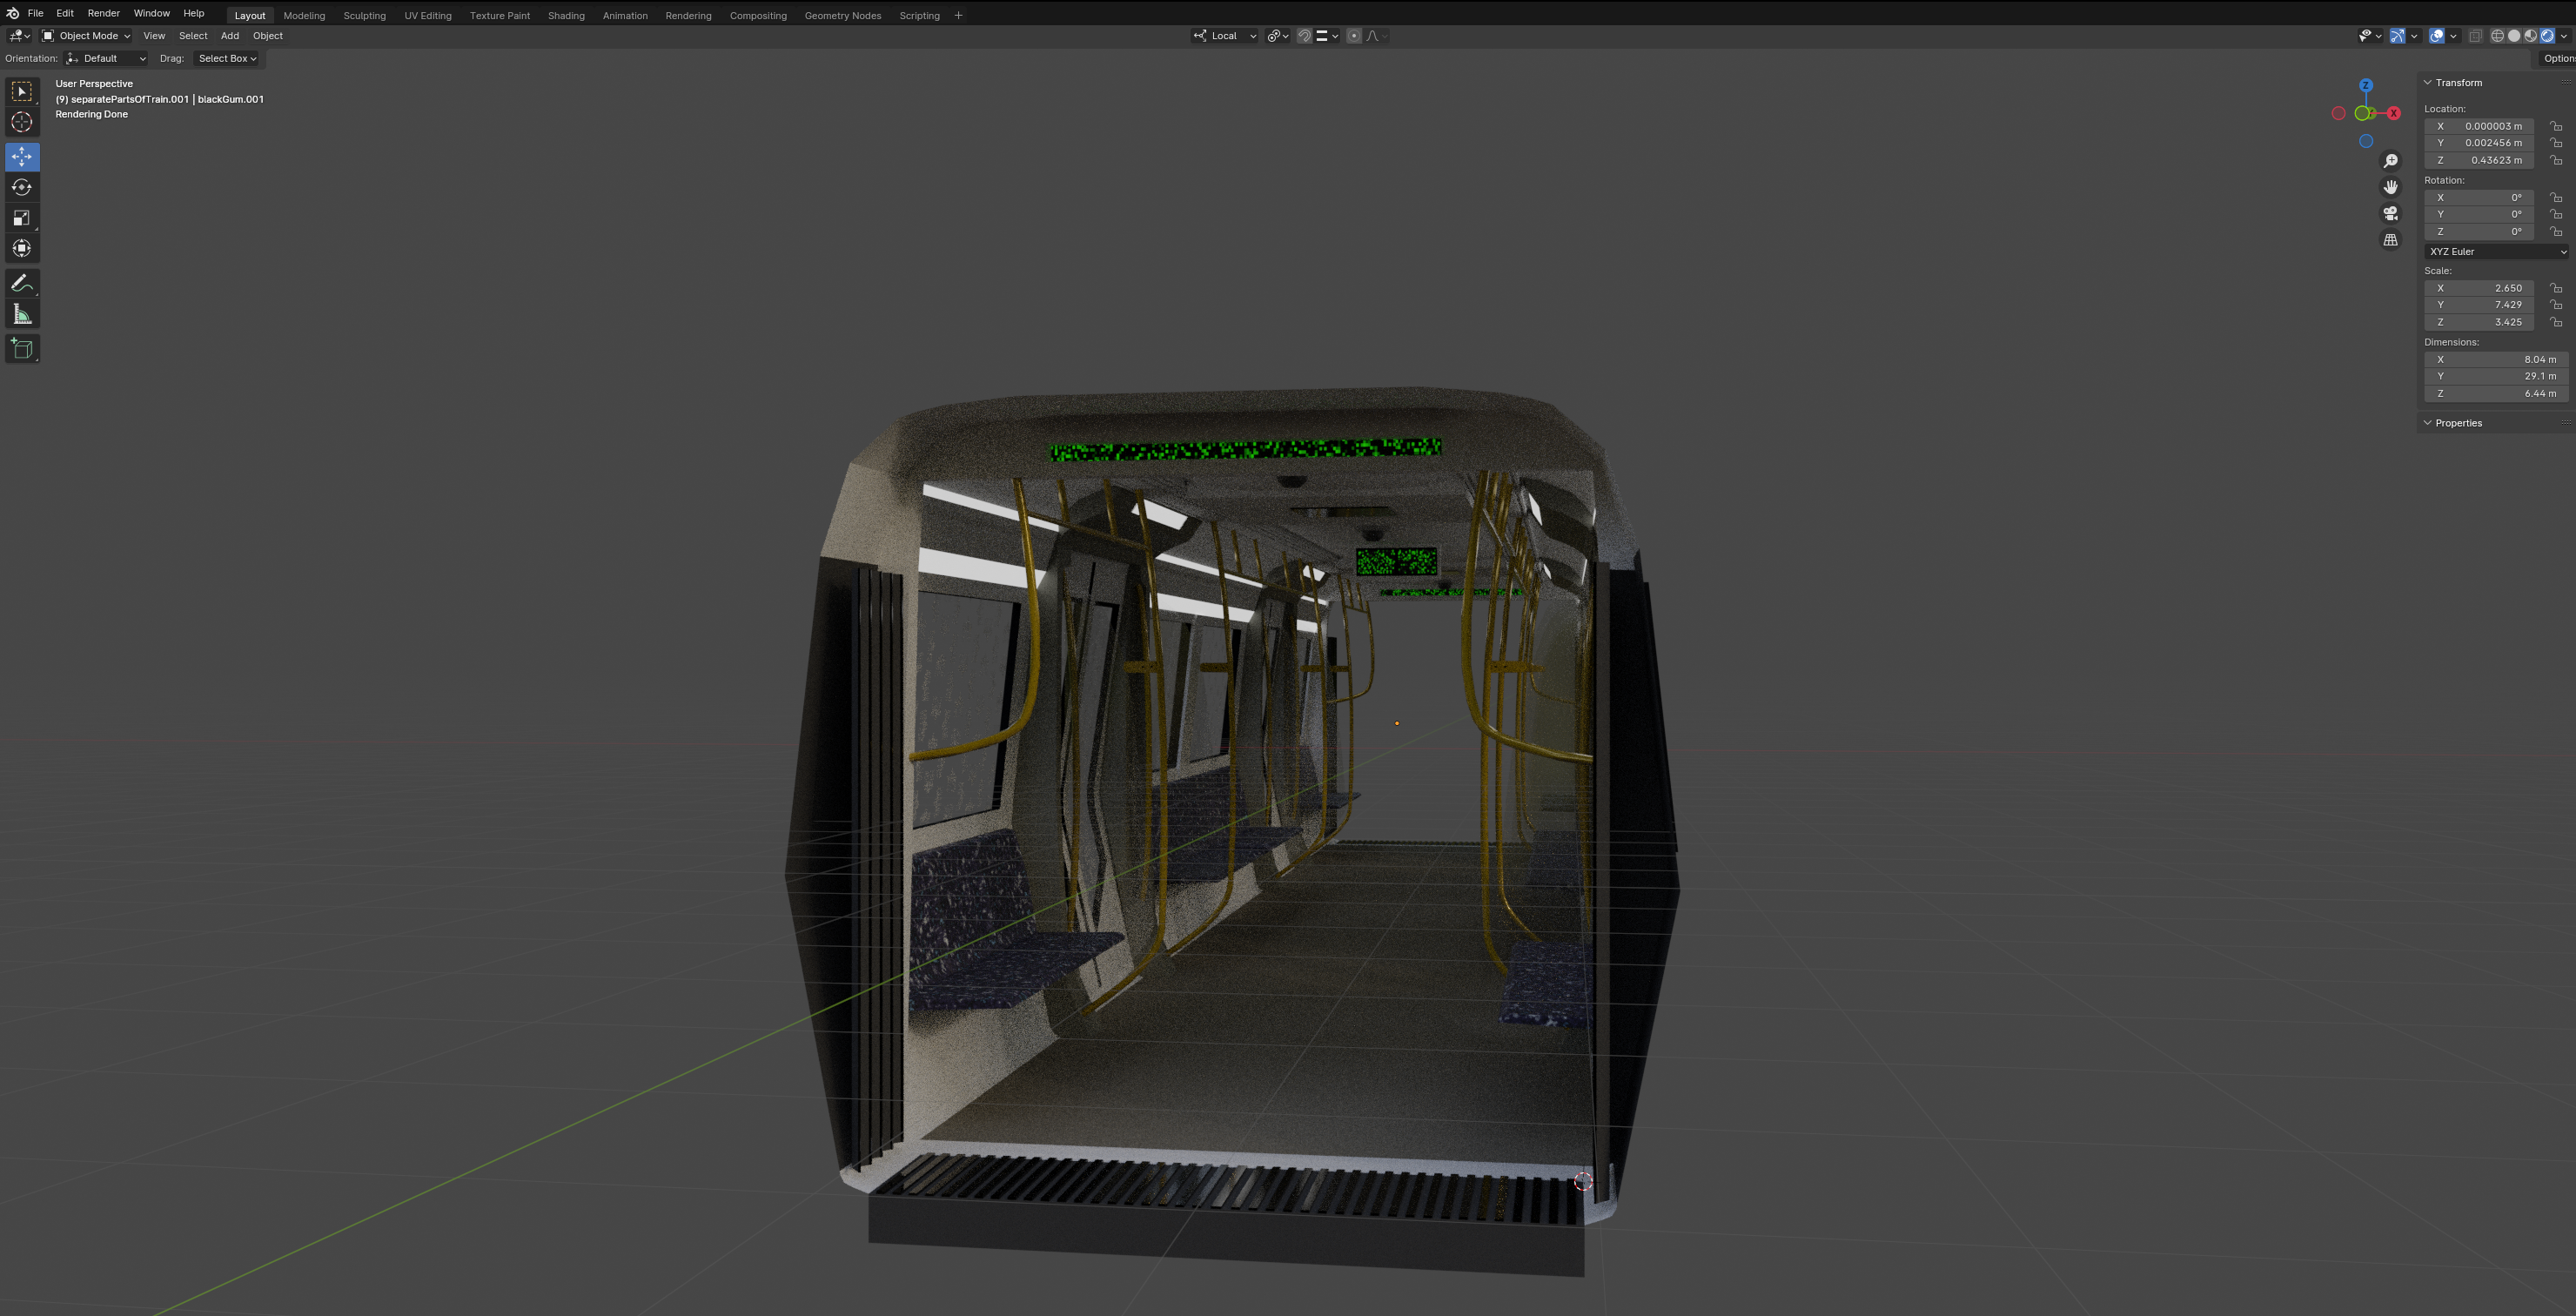 File Edit Render Window Help
Layout Modeling Sculpting UV Editing Texture Paint Shading Animation Rendering Compositing Geometry Nodes Scripting +
Object Mode View Select Add Object Local
Orientation: Default Drag: Select Box Option
User Perspective
(9) separatePartsOfTrain.001 | blackGum.001
Rendering Done
Z
X
Transform
Location:
X 0.000003 m
Y 0.002456 m
Z 0.43623 m
Rotation:
X 0°
Y 0°
Z 0°
XYZ Euler
Scale:
X 2.650
Y 7.429
Z 3.425
Dimensions:
X 8.04 m
Y 29.1 m
Z 6.44 m
Properties